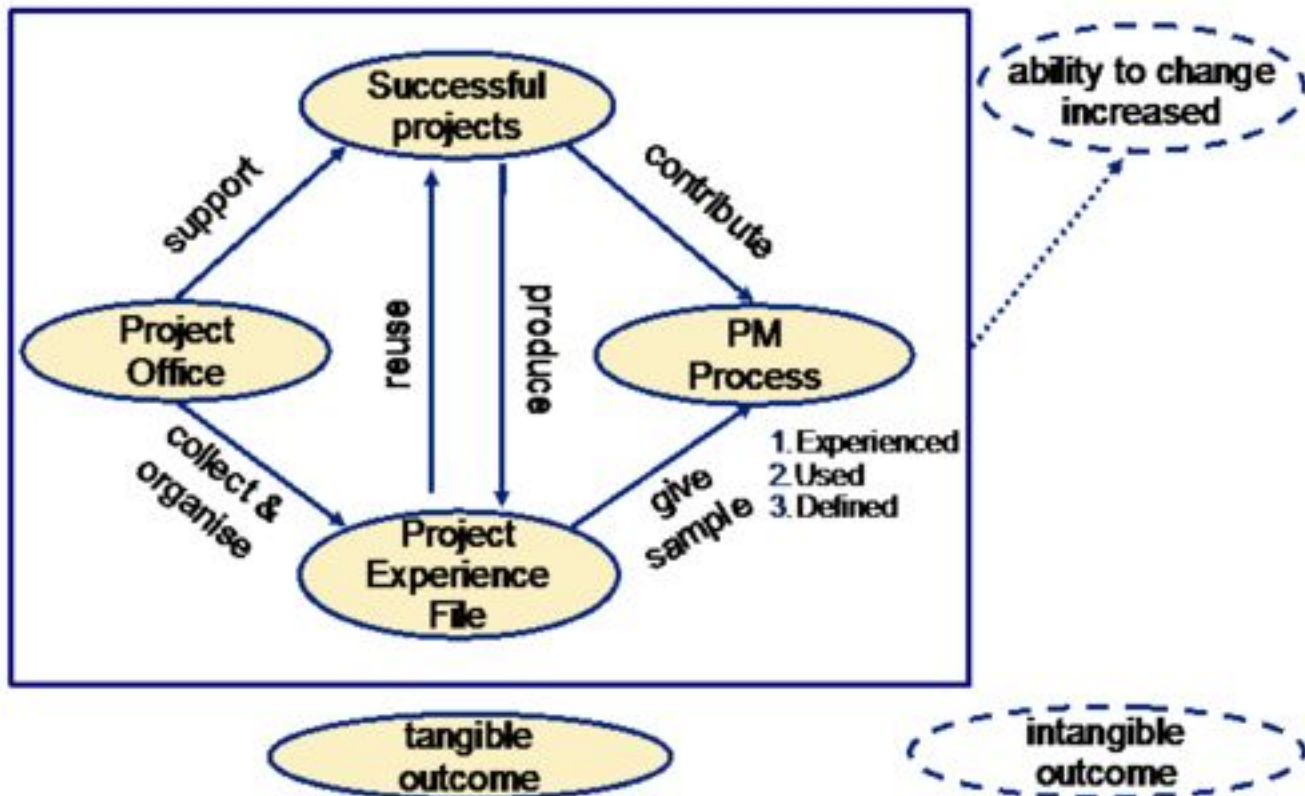 Successful
projects
ability to change
increased
support
contribute
Project
Office
reuse
produce
PM
Process
collect &
organise
Project
Experience
File
give
sample
1. Experienced
2. Used
3. Defined
tangible
outcome
intangible
outcome